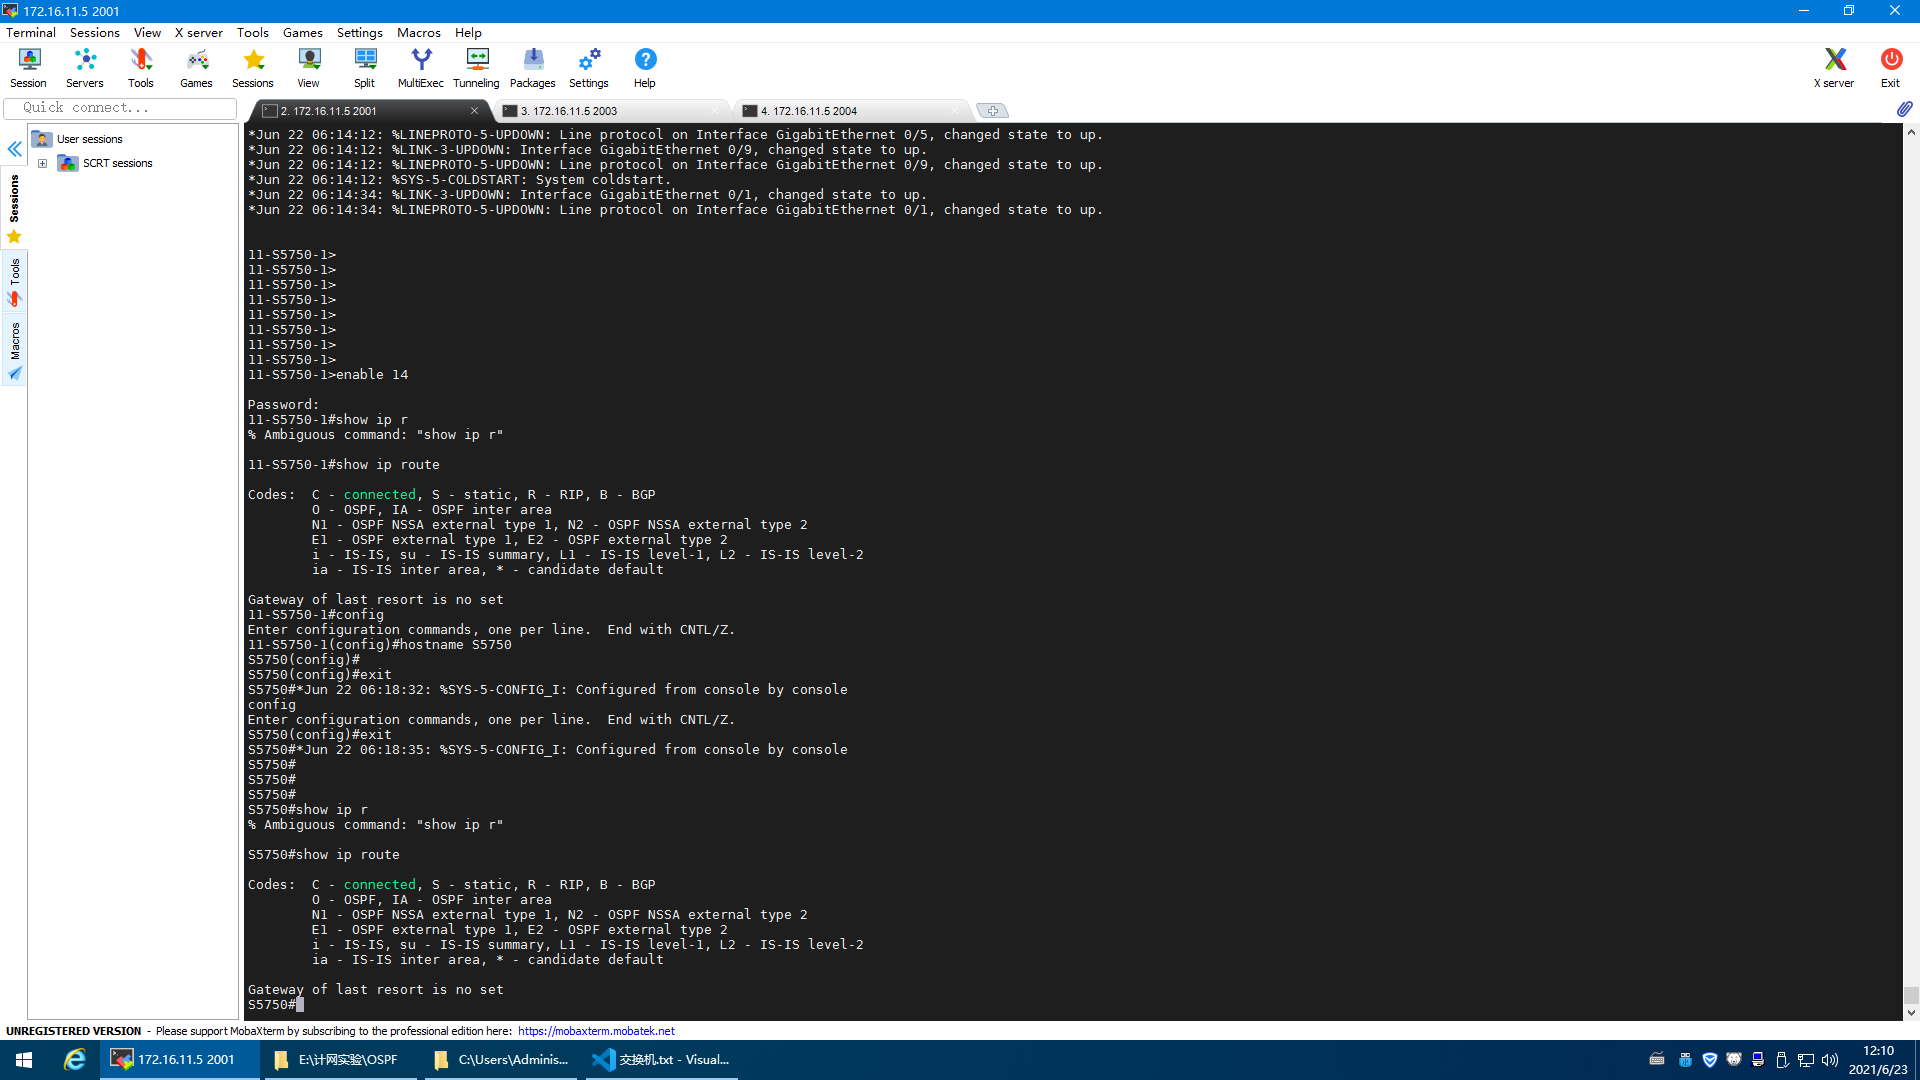 172.16.11.5 2001
Terminal Sessions View X server Tools Games Settings Macros Help
Session Servers Tools Games Sessions View Split MultiExec Tunneling Packages Settings Help X server Exit
Quick connect...
2. 172.16.11.5 2001
3. 172.16.11.5 2003
4. 172.16.11.5 2004
User sessions
SCRT sessions
Sessions
Tools
Macros
*Jun 22 06:14:12: %LINEPROTO-5-UPDOWN: Line protocol on Interface GigabitEthernet 0/5, changed state to up.
*Jun 22 06:14:12: %LINK-3-UPDOWN: Interface GigabitEthernet 0/9, changed state to up.
*Jun 22 06:14:12: %LINEPROTO-5-UPDOWN: Line protocol on Interface GigabitEthernet 0/9, changed state to up.
*Jun 22 06:14:12: %SYS-5-COLDSTART: System coldstart.
*Jun 22 06:14:34: %LINK-3-UPDOWN: Interface GigabitEthernet 0/1, changed state to up.
*Jun 22 06:14:34: %LINEPROTO-5-UPDOWN: Line protocol on Interface GigabitEthernet 0/1, changed state to up.
11-S5750-1>
11-S5750-1>
11-S5750-1>
11-S5750-1>
11-S5750-1>
11-S5750-1>
11-S5750-1>
11-S5750-1>
11-S5750-1>enable 14
Password:
11-S5750-1#show ip r
% Ambiguous command: "show ip r"
11-S5750-1#show ip route
Codes:  C - connected, S - static, R - RIP, B - BGP
O - OSPF, IA - OSPF inter area
N1 - OSPF NSSA external type 1, N2 - OSPF NSSA external type 2
E1 - OSPF external type 1, E2 - OSPF external type 2
i - IS-IS, su - IS-IS summary, L1 - IS-IS level-1, L2 - IS-IS level-2
ia - IS-IS inter area, * - candidate default
Gateway of last resort is no set
11-S5750-1#config
Enter configuration commands, one per line.  End with CNTL/Z.
11-S5750-1(config)#hostname S5750
S5750(config)#
S5750(config)#exit
S5750#*Jun 22 06:18:32: %SYS-5-CONFIG_I: Configured from console by console
config
Enter configuration commands, one per line.  End with CNTL/Z.
S5750(config)#exit
S5750#*Jun 22 06:18:35: %SYS-5-CONFIG_I: Configured from console by console
S5750#
S5750#
S5750#
S5750#show ip r
% Ambiguous command: "show ip r"
S5750#show ip route
Codes:  C - connected, S - static, R - RIP, B - BGP
O - OSPF, IA - OSPF inter area
N1 - OSPF NSSA external type 1, N2 - OSPF NSSA external type 2
E1 - OSPF external type 1, E2 - OSPF external type 2
i - IS-IS, su - IS-IS summary, L1 - IS-IS level-1, L2 - IS-IS level-2
ia - IS-IS inter area, * - candidate default
Gateway of last resort is no set
S5750#
UNREGISTERED VERSION - Please support MobaXterm by subscribing to the professional edition here: https://mobaxterm.mobatek.net
172.16.11.5 2001
E:\计网实验\OSPF
C:\Users\Adminis...
交换机.txt - Visual...
12:10
2021/6/23